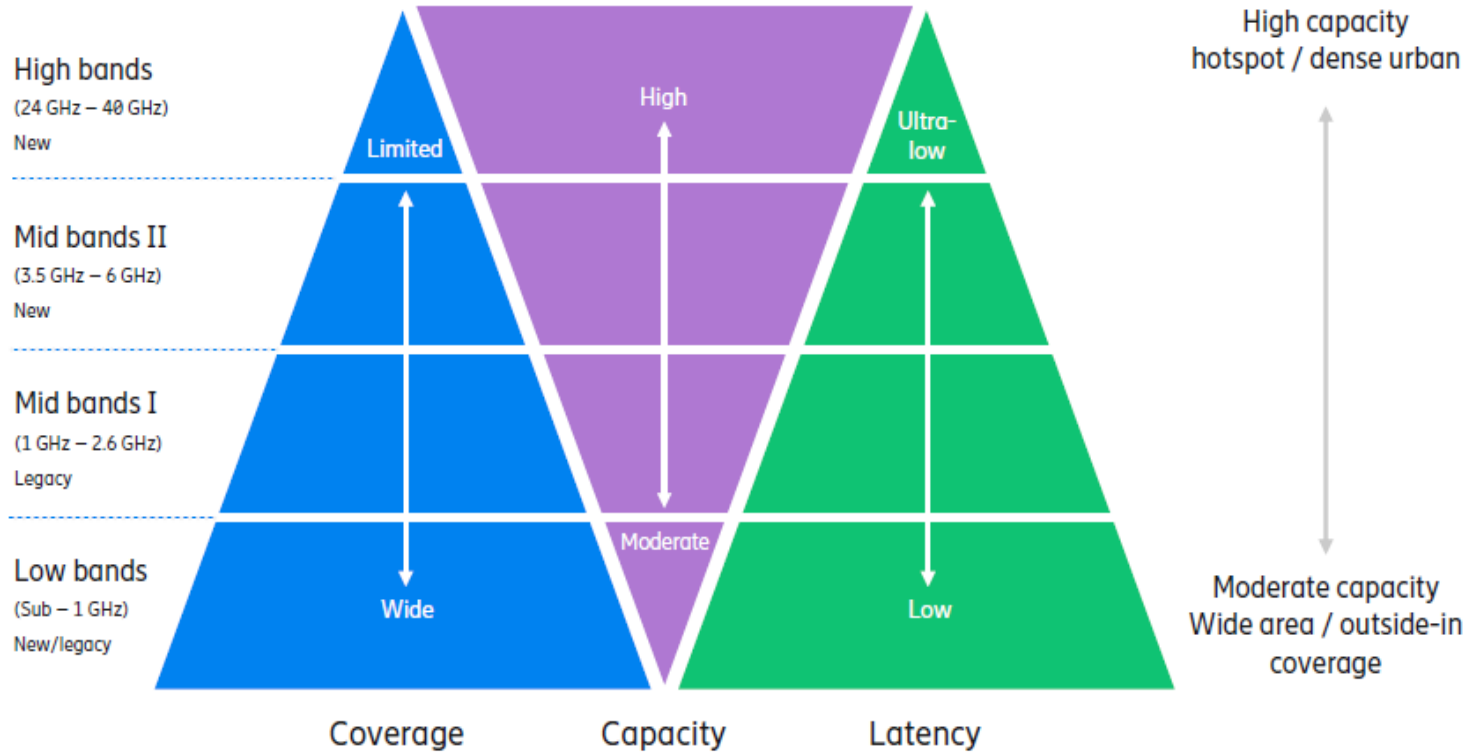 High capacity
hotspot / dense urban
High bands
(24 GHz – 40 GHz)
New
High
Limited
Ultra-
low
Mid bands II
(3.5 GHz – 6 GHz)
New
Mid bands I
(1 GHz – 2.6 GHz)
Legacy
Moderate
Low bands
(Sub – 1 GHz)
New/legacy
Wide
Low
Moderate capacity
Wide area / outside-in
coverage
Coverage
Capacity
Latency